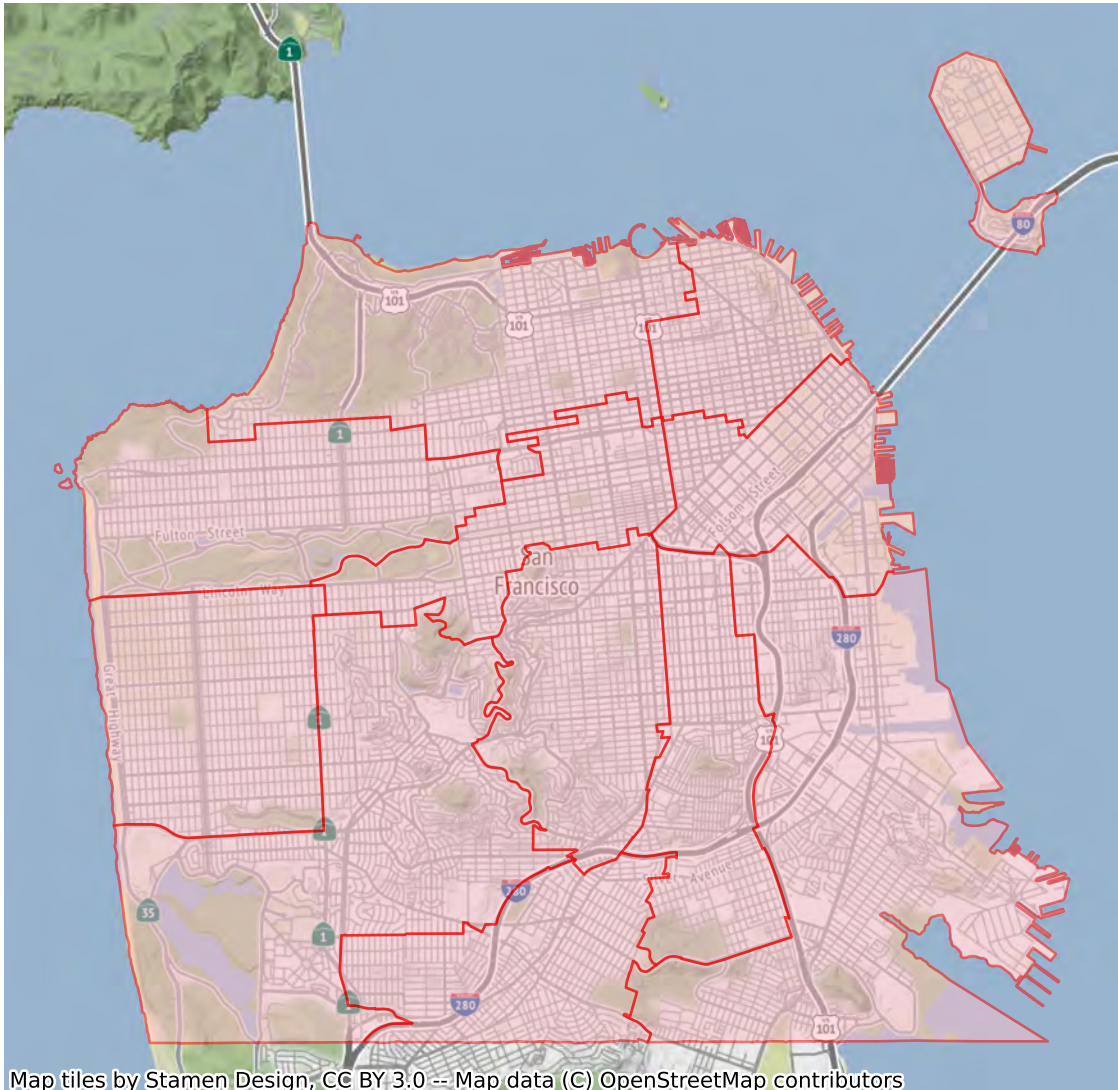 1
80
101
101
101
1
Folsom Street
Fulton Street
San
Francisco
Lincoln Way
280
Great Highway
101
Avenue
280
35
1
280
101
Map tiles by Stamen Design, CC BY 3.0 -- Map data (C) OpenStreetMap contributors